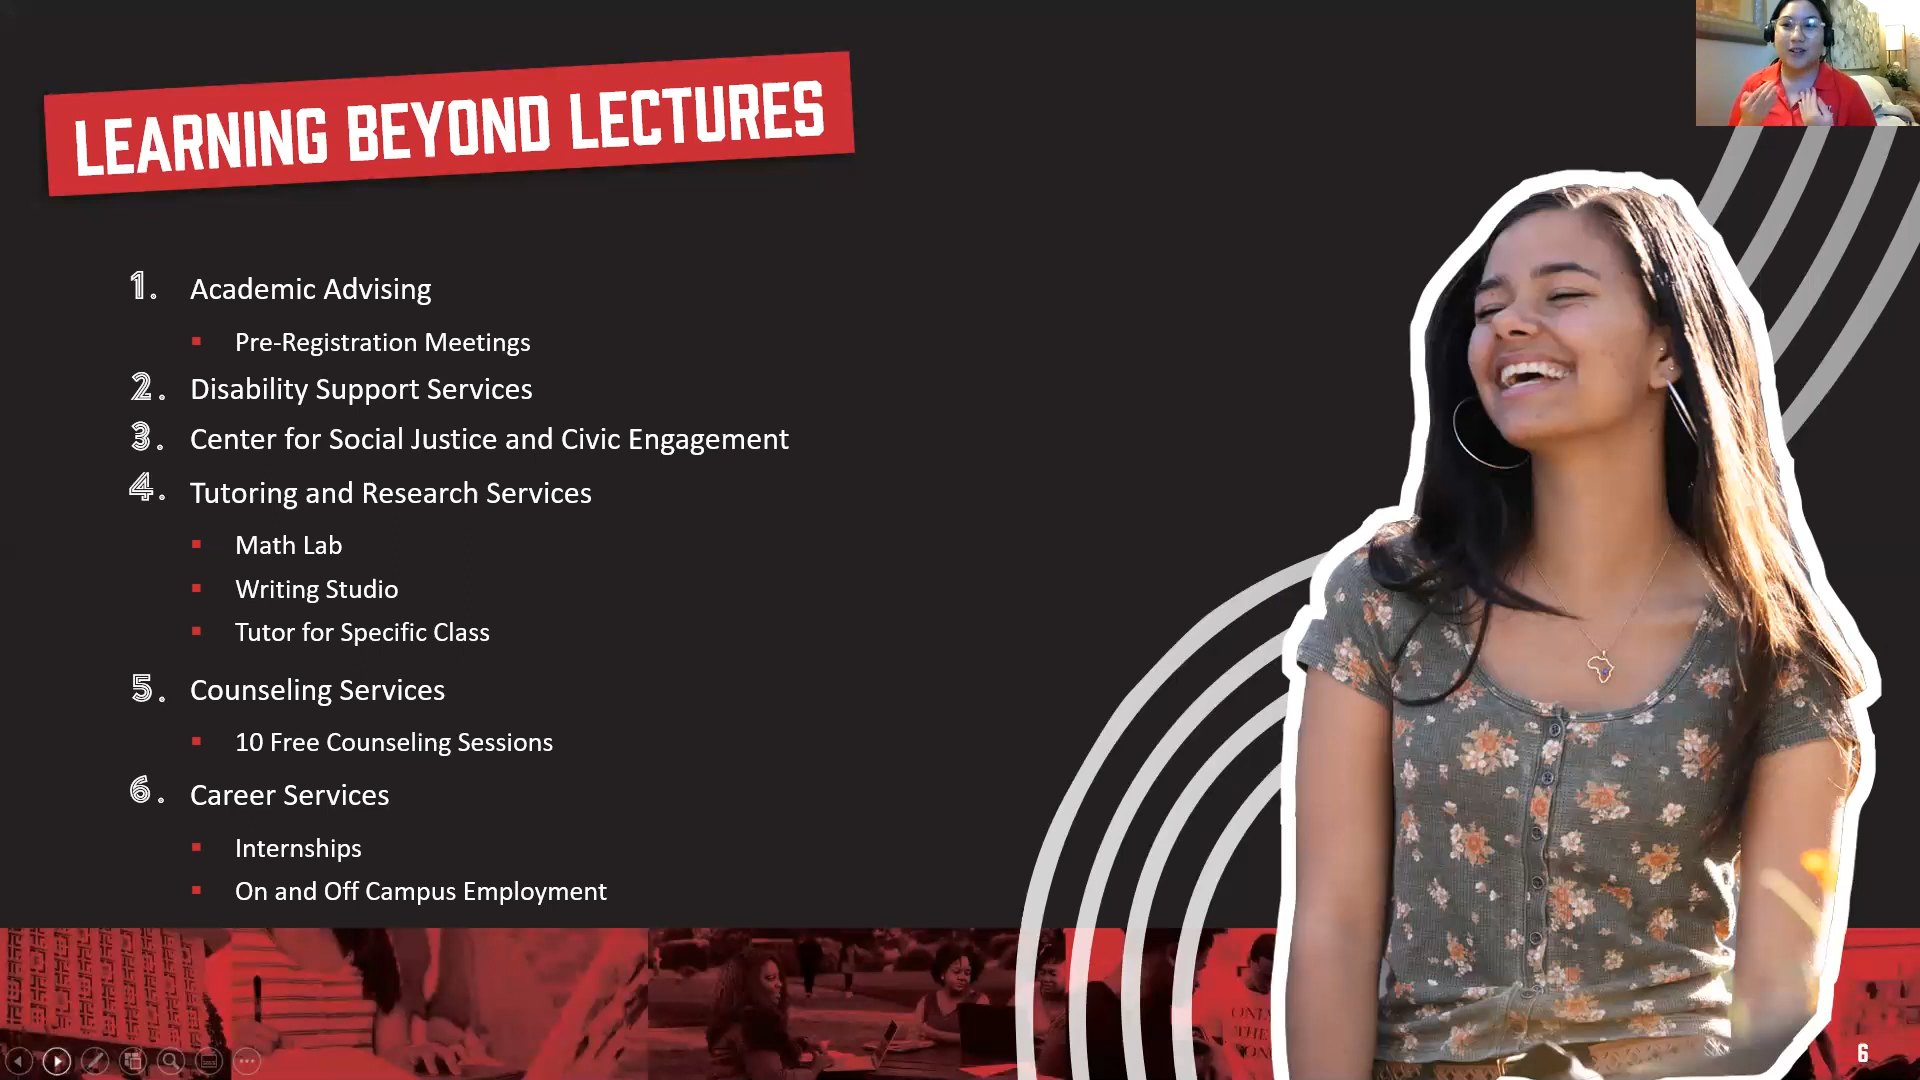 LEARNING BEYOND LECTURES
1. Academic Advising
Pre-Registration Meetings
2. Disability Support Services
3. Center for Social Justice and Civic Engagement
4. Tutoring and Research Services
Math Lab
Writing Studio
Tutor for Specific Class
5. Counseling Services
10 Free Counseling Sessions
6. Career Services
Internships
On and Off Campus Employment
THE
6